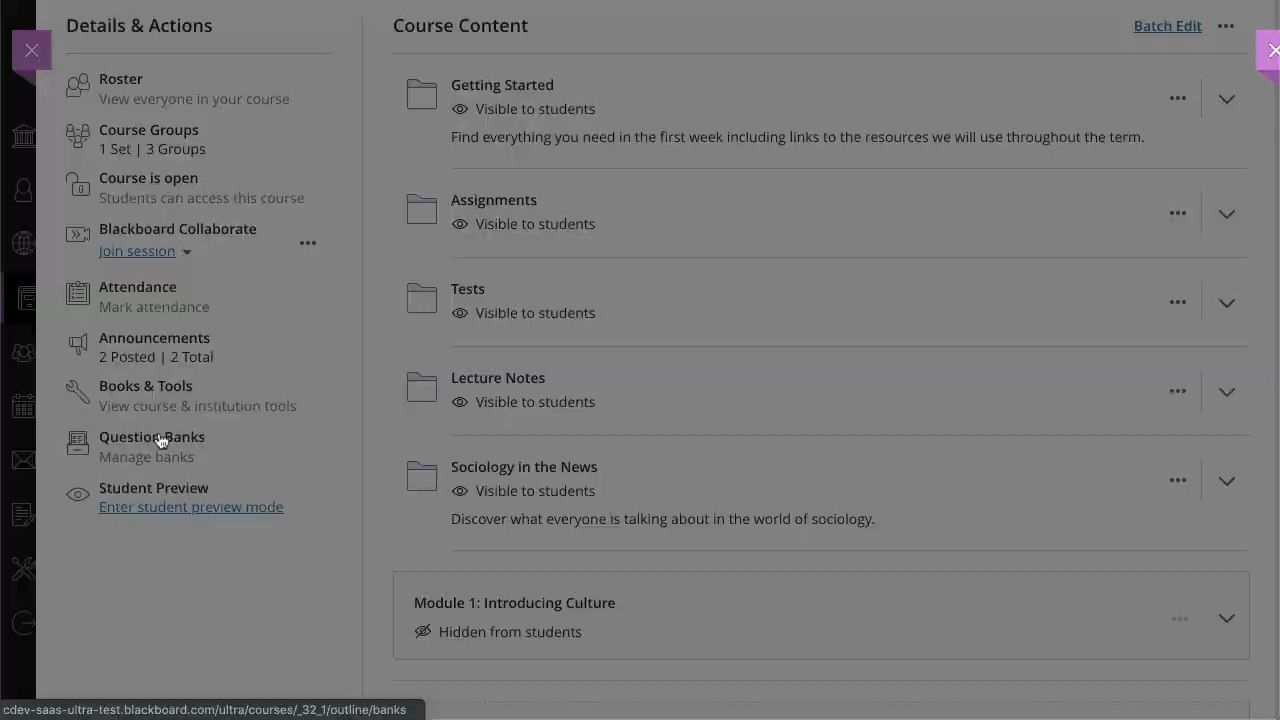 Details & Actions
Roster
View everyone in your course
Course Groups
1 Set | 3 Groups
Course is open
Students can access this course
Blackboard Collaborate
Join session
Attendance
Mark attendance
Announcements
2 Posted | 2 Total
Books & Tools
View course & institution tools
Question Banks
Manage banks
Student Preview
Enter student preview mode
Course Content
Batch Edit
Getting Started
Visible to students
Find everything you need in the first week including links to the resources we will use throughout the term.
Assignments
Visible to students
Tests
Visible to students
Lecture Notes
Visible to students
Sociology in the News
Visible to students
Discover what everyone is talking about in the world of sociology.
Module 1: Introducing Culture
Hidden from students
cdev-saas-ultra-test.blackboard.com/ultra/courses/_32_1/outline/banks